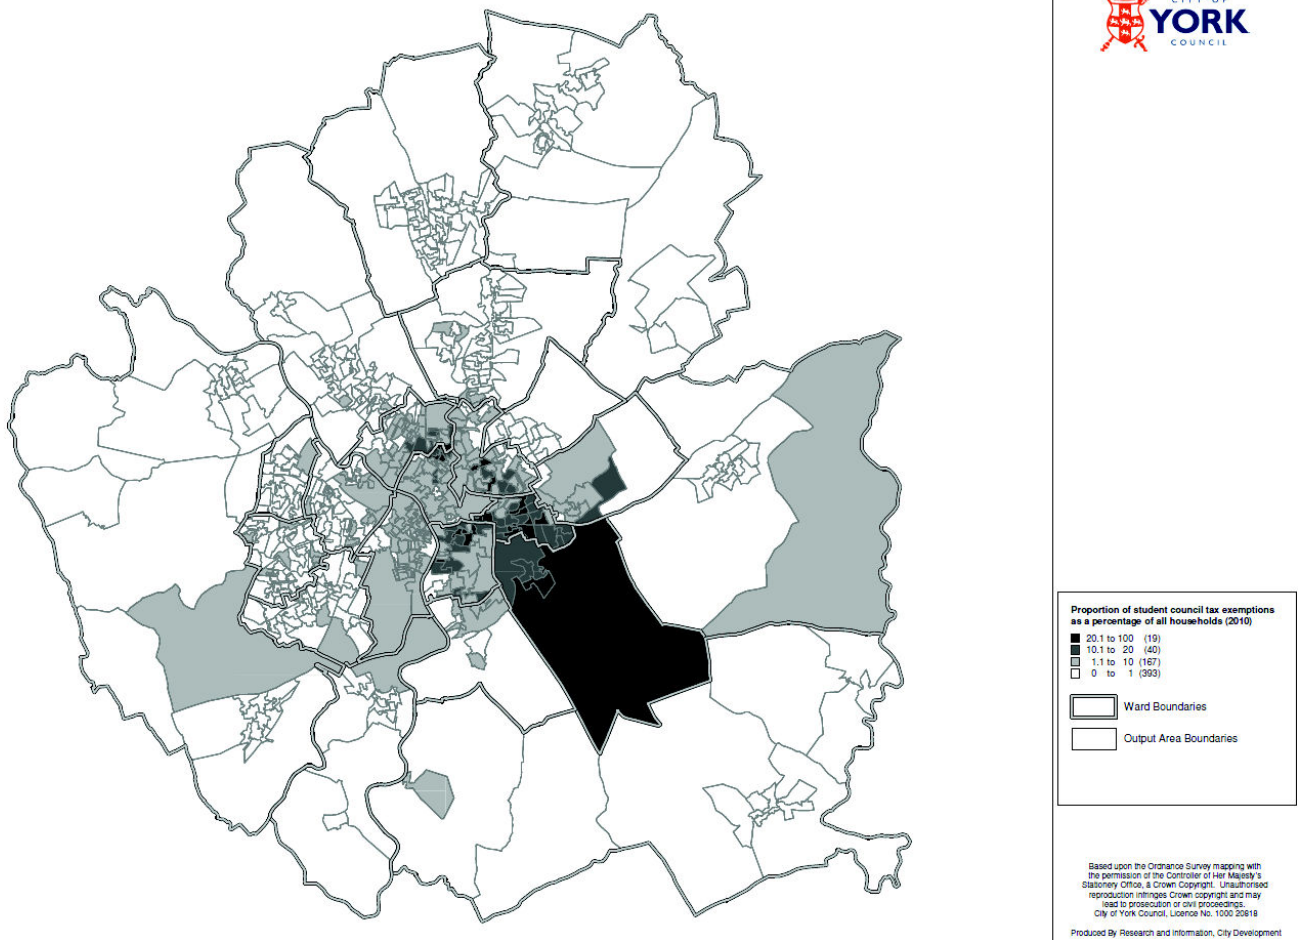 CITY OF
YORK
COUNCIL
Proportion of student council tax exemptions
as a percentage of all households (2010)
20.1 to 100 (19)
10.1 to 20 (40)
1.1 to 10 (167)
0 to 1 (393)
Ward Boundaries
Output Area Boundaries
Based upon the Ordnance Survey mapping with
the permission of the Controller of Her Majesty's
Stationery Office, & Crown Copyright. Unauthorised
reproduction infringes Crown copyright and may
lead to prosecution or civil proceedings.
City of York Council, Licence No. 1000 20818
Produced By Research and Information, City Development